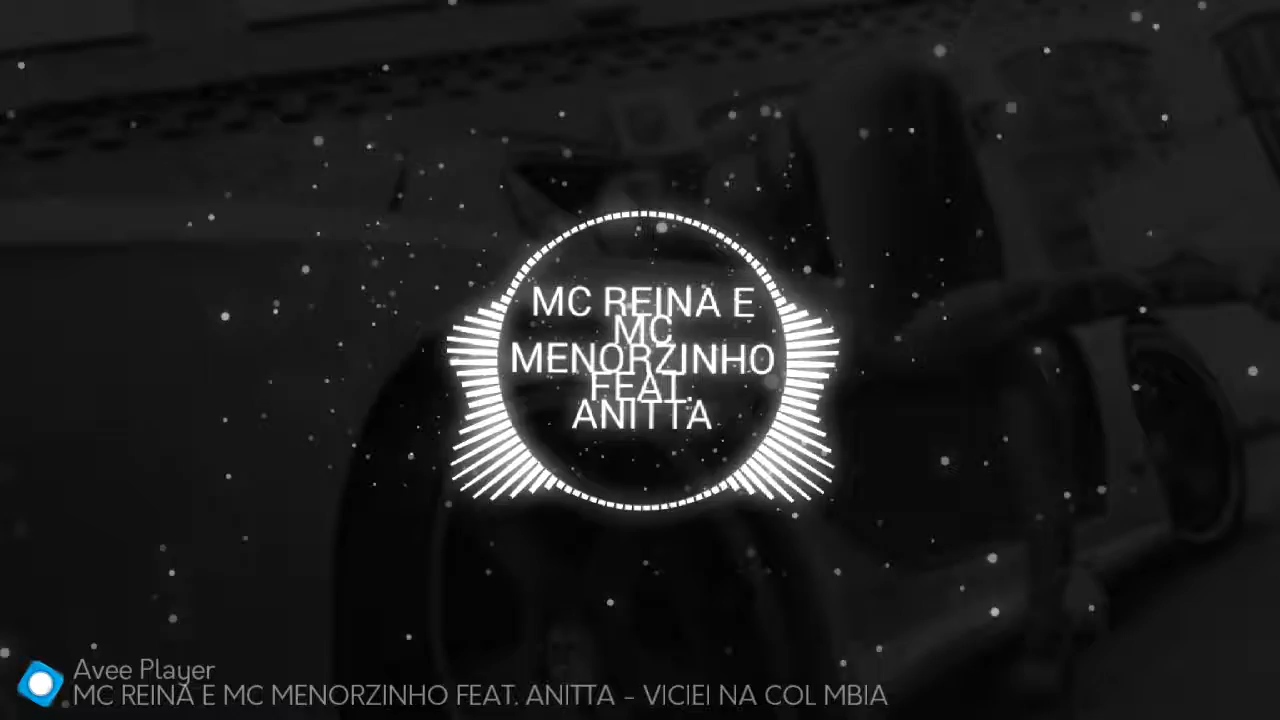 MC REINA E
MC
MENORZINHO
FEAT.
ANITTA
Avee Player
MC REINA E MC MENORZINHO FEAT. ANITTA - VICIEI NA COL MBIA